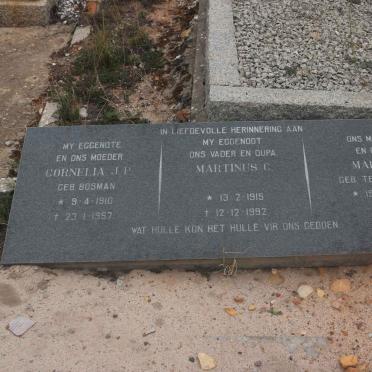 IN LIEFDEVOLLE HERINNERING AAN
MY EGGENOTE
EN ONS MOEDER
CORNELIA J.P.
GEB BOSMAN
* 9-4-1910
† 23-1-1957
MY EGGENOOT
ONS VADER EN OUPA
MARTINUS C.
* 13-2-1915
† 12-12-1992
ONS M
EN
MA
GEB TE
* 19
WAT HULLE KON HET HULLE VIR ONS GEDOEN